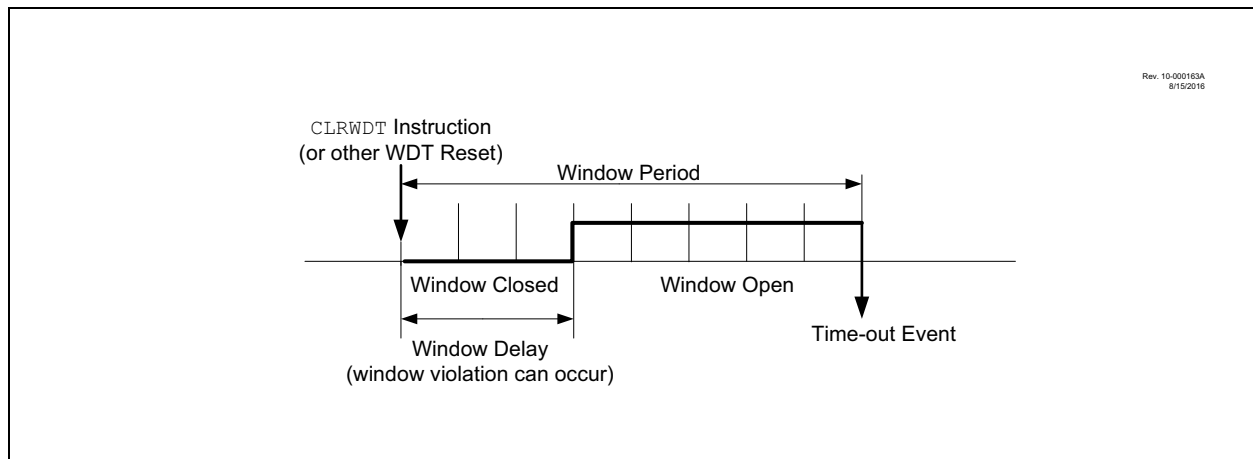 Rev. 10-000163A
8/15/2016
CLRWDT Instruction
(or other WDT Reset)
Window Period
Window Closed
Window Open
Window Delay
(window violation can occur)
Time-out Event